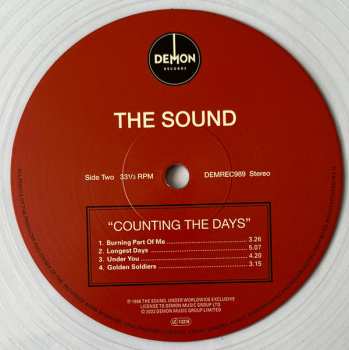 DEMON
RECORDS
THE SOUND
Side Two 33⅓ RPM
DEMREC989 Stereo
"COUNTING THE DAYS"
1. Burning Part Of Me 3.26
2. Longest Days 5.07
3. Under You 4.20
4. Golden Soldiers 3.15
THE SOUND, UNDER WORLDWIDE EXCLUSIVE
LICENSE TO DEMON MUSIC GROUP LTD
DEMON MUSIC GROUP LIMITED